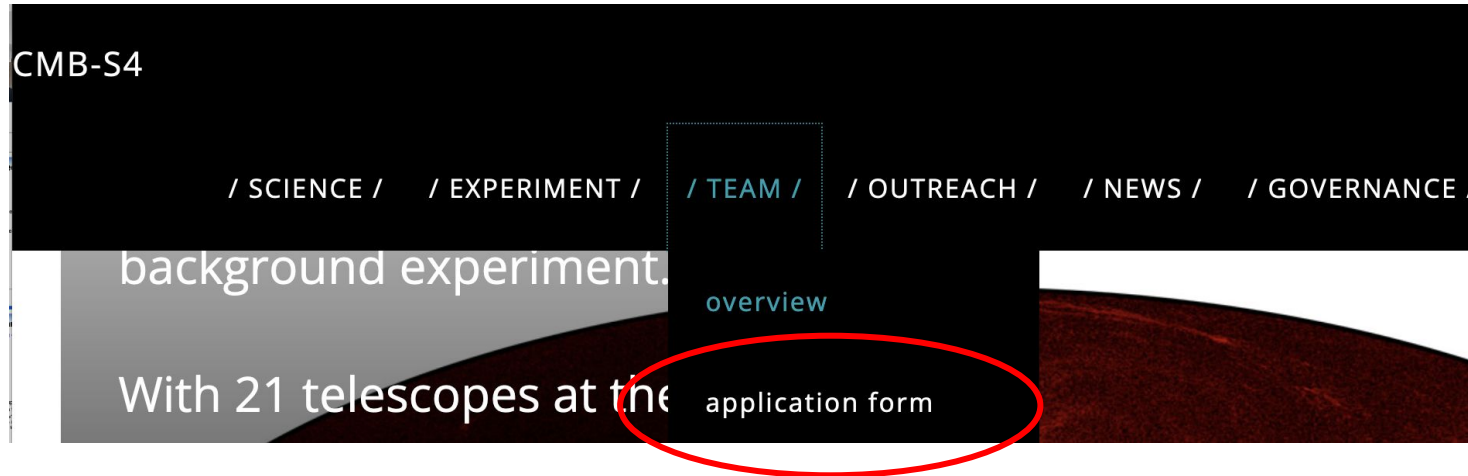 CMB-S4
/ SCIENCE / / EXPERIMENT / / TEAM / / OUTREACH / / NEWS / / GOVERNANCE /
background experiment.
overview
With 21 telescopes at the
application form